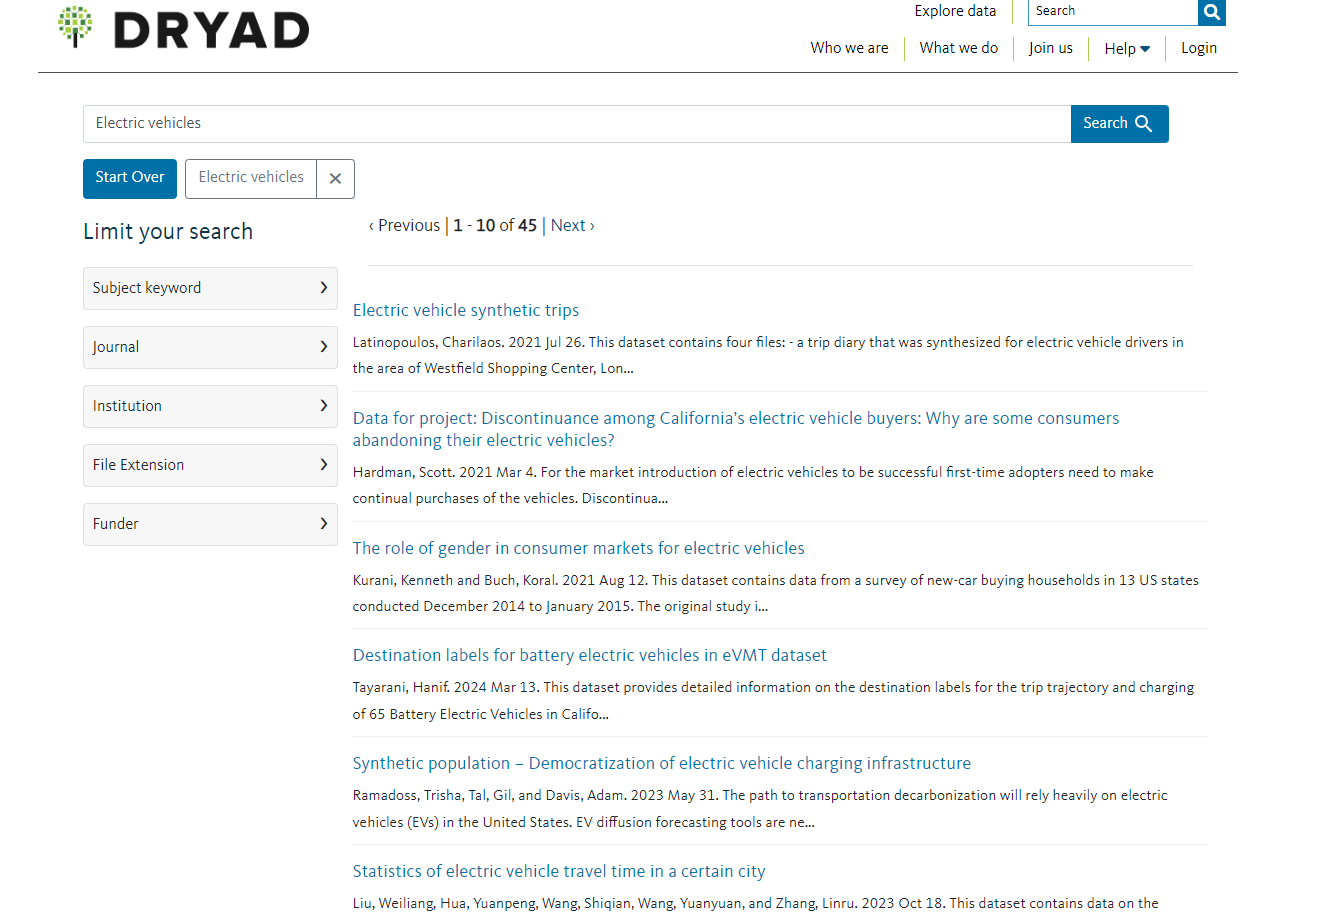 DRYAD
Explore data
Search
Who we are
What we do
Join us
Help
Login
Electric vehicles
Search
Start Over
Electric vehicles
Limit your search
Subject keyword
Journal
Institution
File Extension
Funder
‹ Previous | 1 - 10 of 45 | Next ›
Electric vehicle synthetic trips
Latinopoulos, Charilaos. 2021 Jul 26. This dataset contains four files: - a trip diary that was synthesized for electric vehicle drivers in
the area of Westfield Shopping Center, Lon...
Data for project: Discontinuance among California’s electric vehicle buyers: Why are some consumers
abandoning their electric vehicles?
Hardman, Scott. 2021 Mar 4. For the market introduction of electric vehicles to be successful first-time adopters need to make
continual purchases of the vehicles. Discontinua...
The role of gender in consumer markets for electric vehicles
Kurani, Kenneth and Buch, Koral. 2021 Aug 12. This dataset contains data from a survey of new-car buying households in 13 US states
conducted December 2014 to January 2015. The original study i...
Destination labels for battery electric vehicles in eVMT dataset
Tayarani, Hanif. 2024 Mar 13. This dataset provides detailed information on the destination labels for the trip trajectory and charging
of 65 Battery Electric Vehicles in Califo...
Synthetic population – Democratization of electric vehicle charging infrastructure
Ramadoss, Trisha, Tal, Gil, and Davis, Adam. 2023 May 31. The path to transportation decarbonization will rely heavily on electric
vehicles (EVs) in the United States. EV diffusion forecasting tools are ne...
Statistics of electric vehicle travel time in a certain city
Liu, Weiliang, Hua, Yuanpeng, Wang, Shiqian, Wang, Yuanyuan, and Zhang, Linru. 2023 Oct 18. This dataset contains data on the